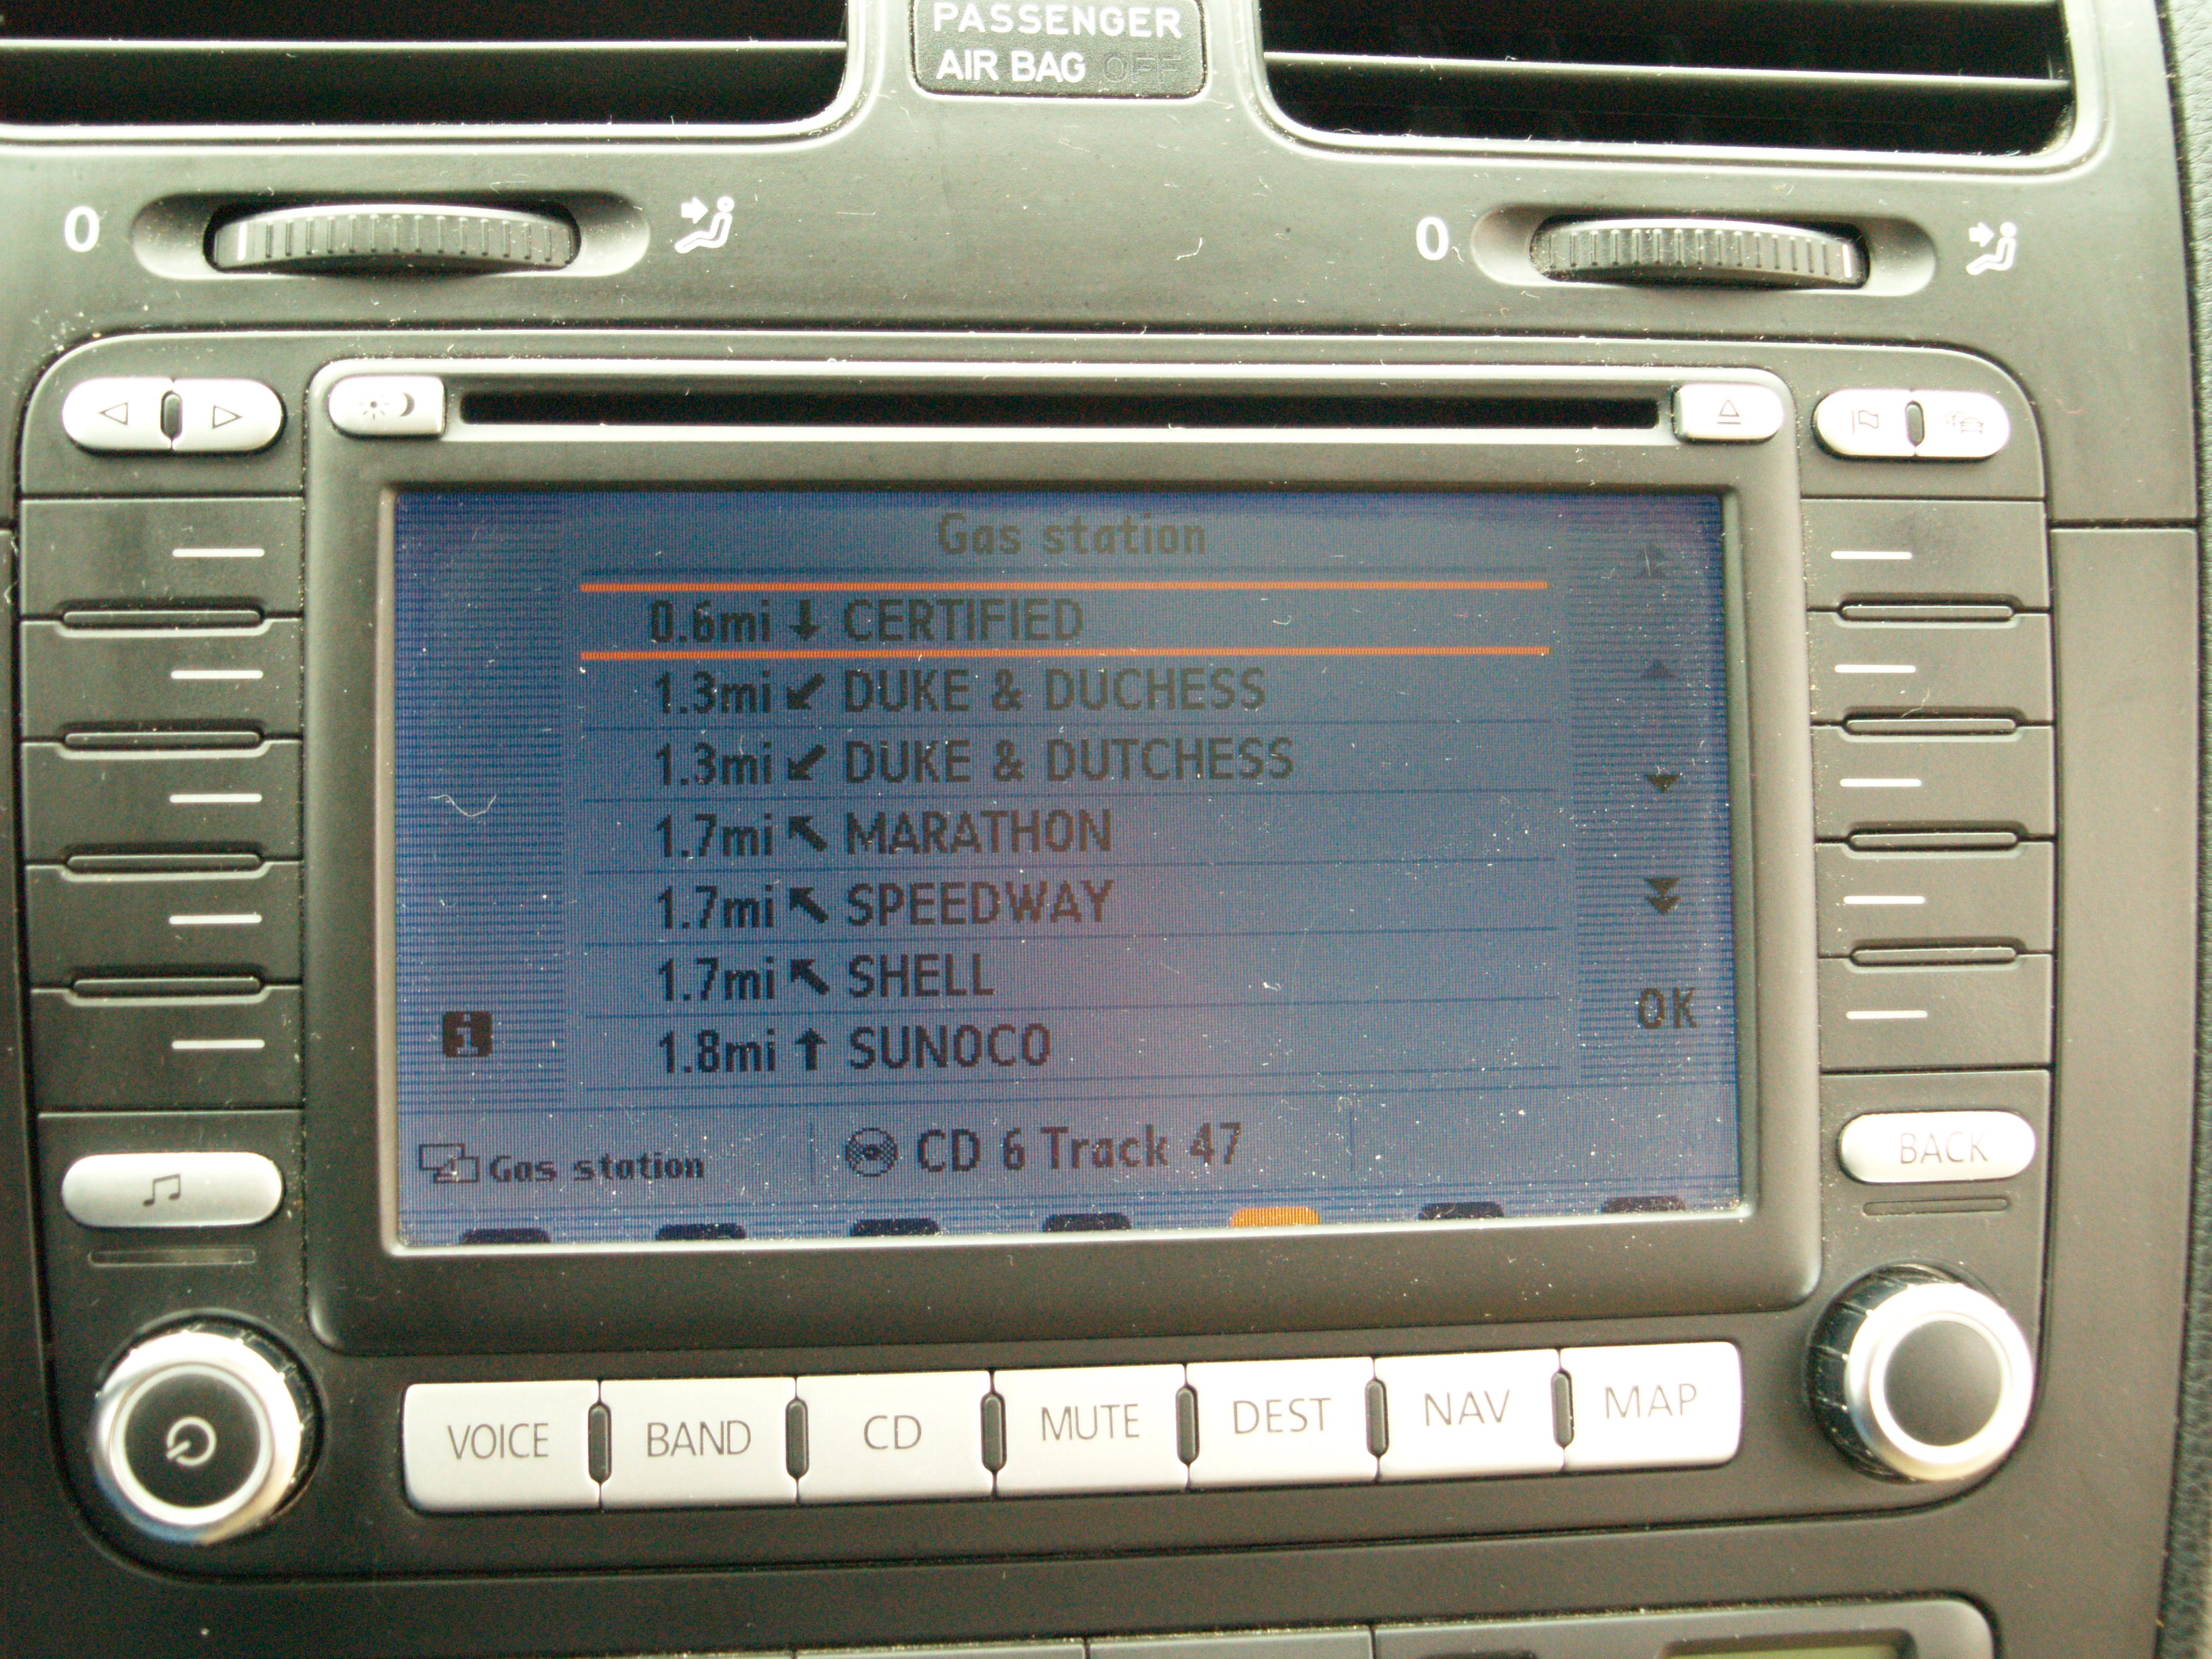 PASSENGER
AIR BAG OFF
0
0
Gas station
0.6mi ↓ CERTIFIED
1.3mi ↙ DUKE & DUCHESS
1.3mi ↙ DUKE & DUTCHESS
1.7mi ↖ MARATHON
1.7mi ↖ SPEEDWAY
1.7mi ↖ SHELL
OK
1.8mi ↑ SUNOCO
i
Gas station
CD 6 Track 47
BACK
VOICE BAND CD MUTE DEST NAV MAP